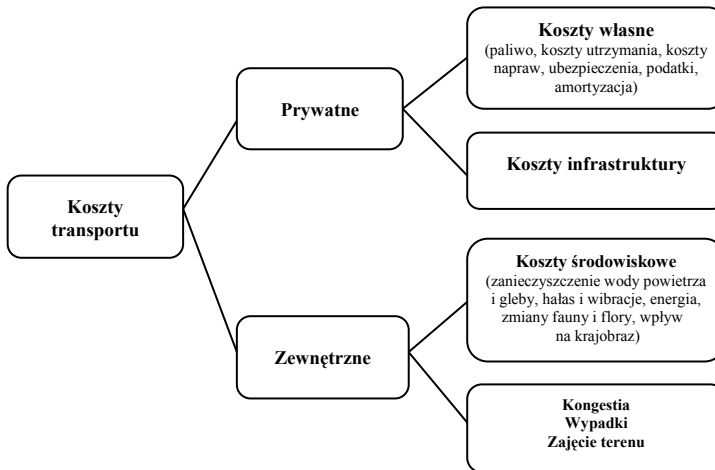 Koszty własne
(paliwo, koszty utrzymania, koszty
napraw, ubezpieczenia, podatki,
amortyzacja)
Prywatne
Koszty infrastruktury
Koszty
transportu
Koszty środowiskowe
(zanieczyszczenie wody powietrza
i gleby, hałas i wibracje, energia,
zmiany fauny i flory, wpływ
na krajobraz)
Zewnętrzne
Kongestia
Wypadki
Zajęcie terenu